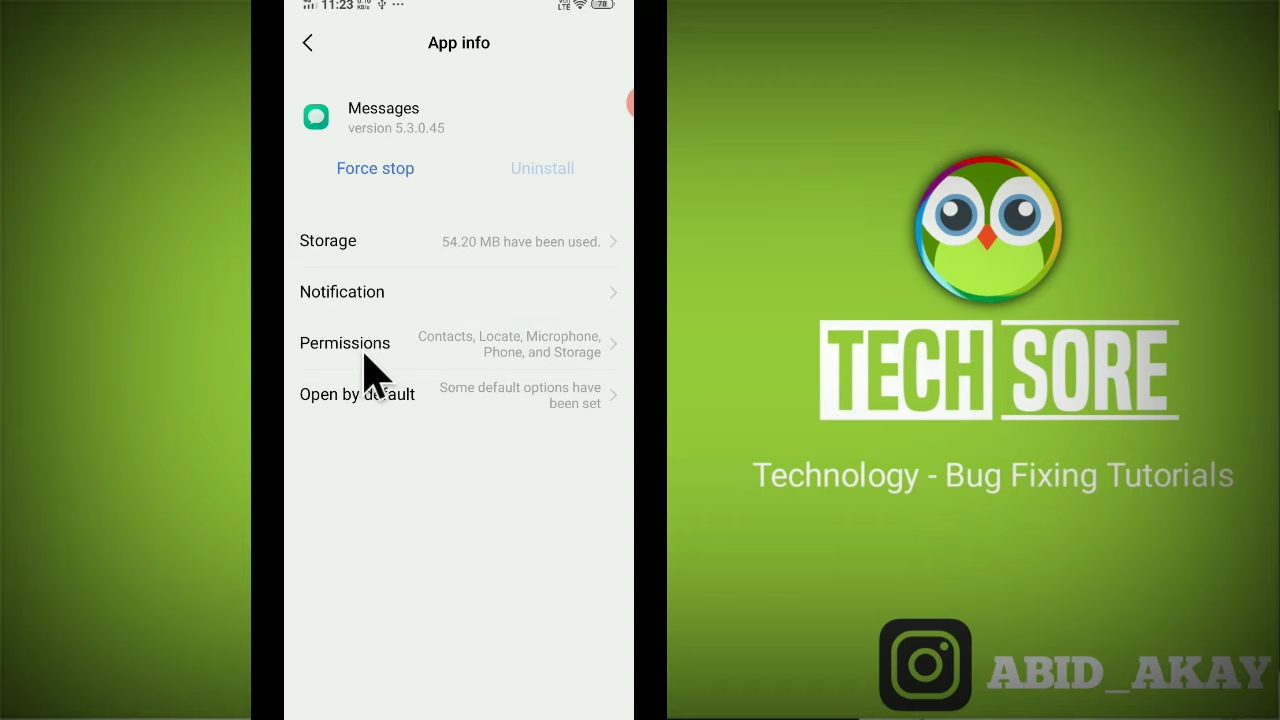 11:23
78
App info
Messages
version 5.3.0.45
Force stop
Uninstall
Storage
54.20 MB have been used.
Notification
Permissions
Contacts, Locate, Microphone,
Phone, and Storage
Open by default
Some default options have
been set
TECH SORE
Technology - Bug Fixing Tutorials
ABID_AKAY